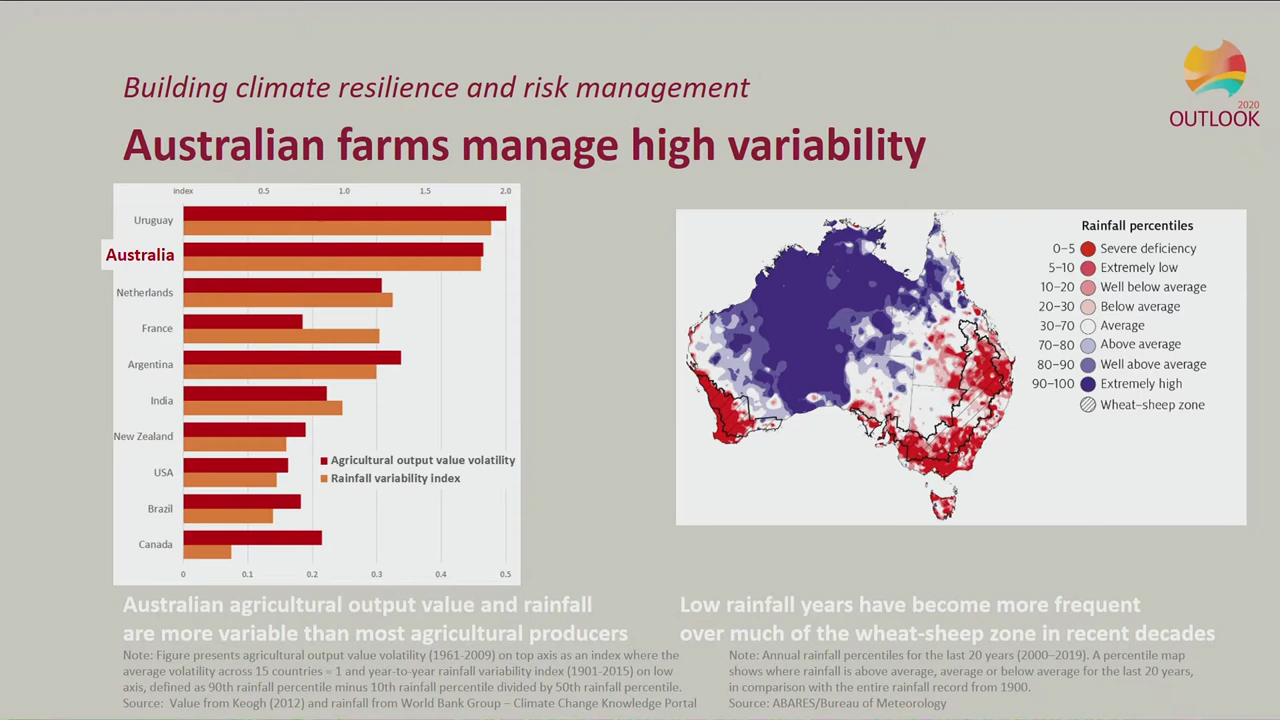 Building climate resilience and risk management
Australian farms manage high variability
2020
OUTLOOK
index 0.5 1.0 1.5 2.0
Uruguay
Australia
Netherlands
France
Argentina
India
New Zealand
USA
Brazil
Canada
Agricultural output value volatility
Rainfall variability index
0 0.1 0.2 0.3 0.4 0.5
Rainfall percentiles
0–5 Severe deficiency
5–10 Extremely low
10–20 Well below average
20–30 Below average
30–70 Average
70–80 Above average
80–90 Well above average
90–100 Extremely high
Wheat–sheep zone
Australian agricultural output value and rainfall
are more variable than most agricultural producers
Note: Figure presents agricultural output value volatility (1961-2009) on top axis as an index where the
average volatility across 15 countries = 1 and year-to-year rainfall variability index (1901-2015) on low
axis, defined as 90th rainfall percentile minus 10th rainfall percentile divided by 50th rainfall percentile.
Source: Value from Keogh (2012) and rainfall from World Bank Group – Climate Change Knowledge Portal
Low rainfall years have become more frequent
over much of the wheat-sheep zone in recent decades
Note: Annual rainfall percentiles for the last 20 years (2000–2019). A percentile map
shows where rainfall is above average, average or below average for the last 20 years,
in comparison with the entire rainfall record from 1900.
Source: ABARES/Bureau of Meteorology